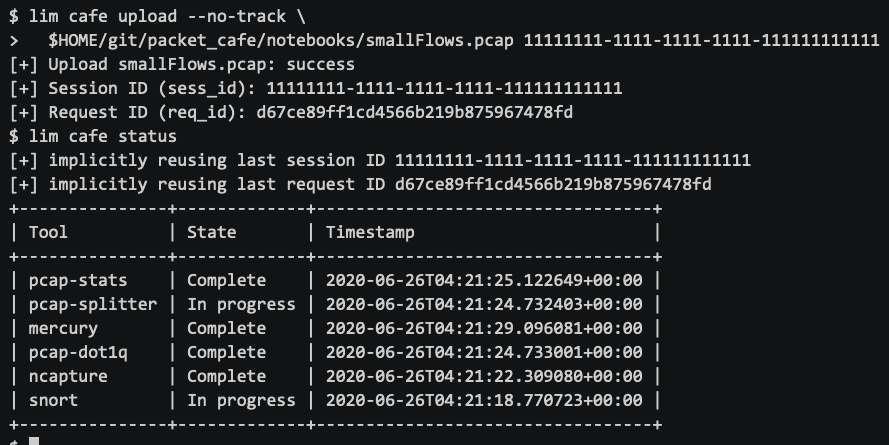 $ lim cafe upload --no-track \
>   $HOME/git/packet_cafe/notebooks/smallFlows.pcap 11111111-1111-1111-1111-111111111111
[+] Upload smallFlows.pcap: success
[+] Session ID (sess_id): 11111111-1111-1111-1111-111111111111
[+] Request ID (req_id): d67ce89ff1cd4566b219b875967478fd
$ lim cafe status
[+] implicitly reusing last session ID 11111111-1111-1111-1111-111111111111
[+] implicitly reusing last request ID d67ce89ff1cd4566b219b875967478fd
+---------------+-------------+----------------------------------+
| Tool          | State       | Timestamp                        |
+---------------+-------------+----------------------------------+
| pcap-stats    | Complete    | 2020-06-26T04:21:25.122649+00:00 |
| pcap-splitter | In progress | 2020-06-26T04:21:24.732403+00:00 |
| mercury       | Complete    | 2020-06-26T04:21:29.096081+00:00 |
| pcap-dot1q    | Complete    | 2020-06-26T04:21:24.733001+00:00 |
| ncapture      | Complete    | 2020-06-26T04:21:22.309080+00:00 |
| snort         | In progress | 2020-06-26T04:21:18.770723+00:00 |
+---------------+-------------+----------------------------------+
$